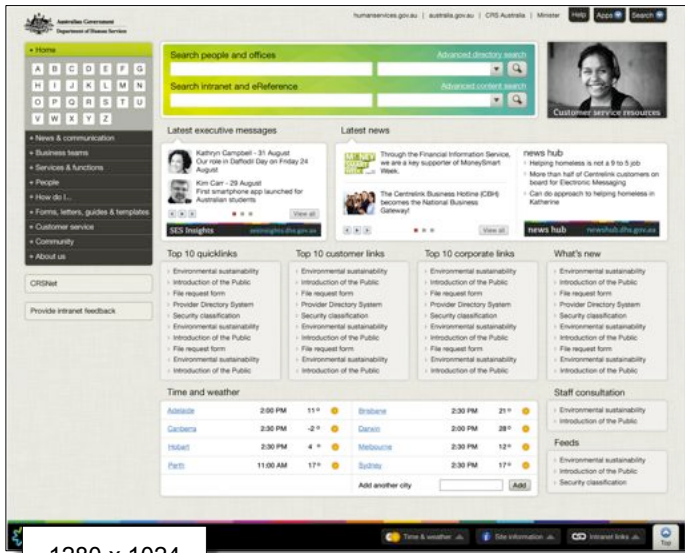 Australian Government
Department of Human Services
humanservices.gov.au | australia.gov.au | CRS Australia | Minister
Help
Apps
Search
+ Home
A B C D E F G
H I J K L M N
O P Q R S T U
V W X Y Z
+ News & communication
+ Business teams
+ Services & functions
+ People
+ How do I...
+ Forms, letters, guides & templates
+ Customer service
+ Community
+ About us
CRSNet
Provide intranet feedback
Search people and offices
Advanced directory search
Search intranet and eReference
Advanced content search
Customer service resources
Latest executive messages
Kathryn Campbell - 31 August
Our role in Daffodil Day on Friday 24
August
Kim Carr - 29 August
First smartphone app launched for
Australian students
View all
SES Insights
sesinsights.dhs.gov.au
Latest news
MONEY
SMART
WEEK
Through the Financial Information Service,
we are a key supporter of MoneySmart
Week.
The Centrelink Business Hotline (CBH)
becomes the National Business
Gateway!
View all
news hub
› Helping homeless is not a 9 to 5 job
› More than half of Centrelink customers on
board for Electronic Messaging
› Can do approach to helping homeless in
Katherine
news hub
newshub.dhs.gov.au
Top 10 quicklinks
› Environmental sustainability
› Introduction of the Public
› File request form
› Provider Directory System
› Security classification
› Environmental sustainability
› Introduction of the Public
› File request form
› Environmental sustainability
› Introduction of the Public
Top 10 customer links
› Environmental sustainability
› Introduction of the Public
› File request form
› Provider Directory System
› Security classification
› Environmental sustainability
› Introduction of the Public
› File request form
› Environmental sustainability
› Introduction of the Public
Top 10 corporate links
› Environmental sustainability
› Introduction of the Public
› File request form
› Provider Directory System
› Security classification
› Environmental sustainability
› Introduction of the Public
› File request form
› Environmental sustainability
› Introduction of the Public
What's new
› Environmental sustainability
› Introduction of the Public
› File request form
› Provider Directory System
› Security classification
› Environmental sustainability
› Introduction of the Public
› File request form
› Environmental sustainability
› Introduction of the Public
Time and weather
Adelaide 2:00 PM 11°
Canberra 2:30 PM -2°
Hobart 2:30 PM 4 °
Perth 11:00 AM 17°
Brisbane 2:30 PM 21°
Darwin 2:00 PM 28°
Melbourne 2:30 PM 12°
Sydney 2:30 PM 17°
Add another city
Add
Staff consultation
› Environmental sustainability
› Introduction of the Public
Feeds
› Environmental sustainability
› Introduction of the Public
› Security classification
Time & weather
Site information
Intranet links
Top
1280 x 1024